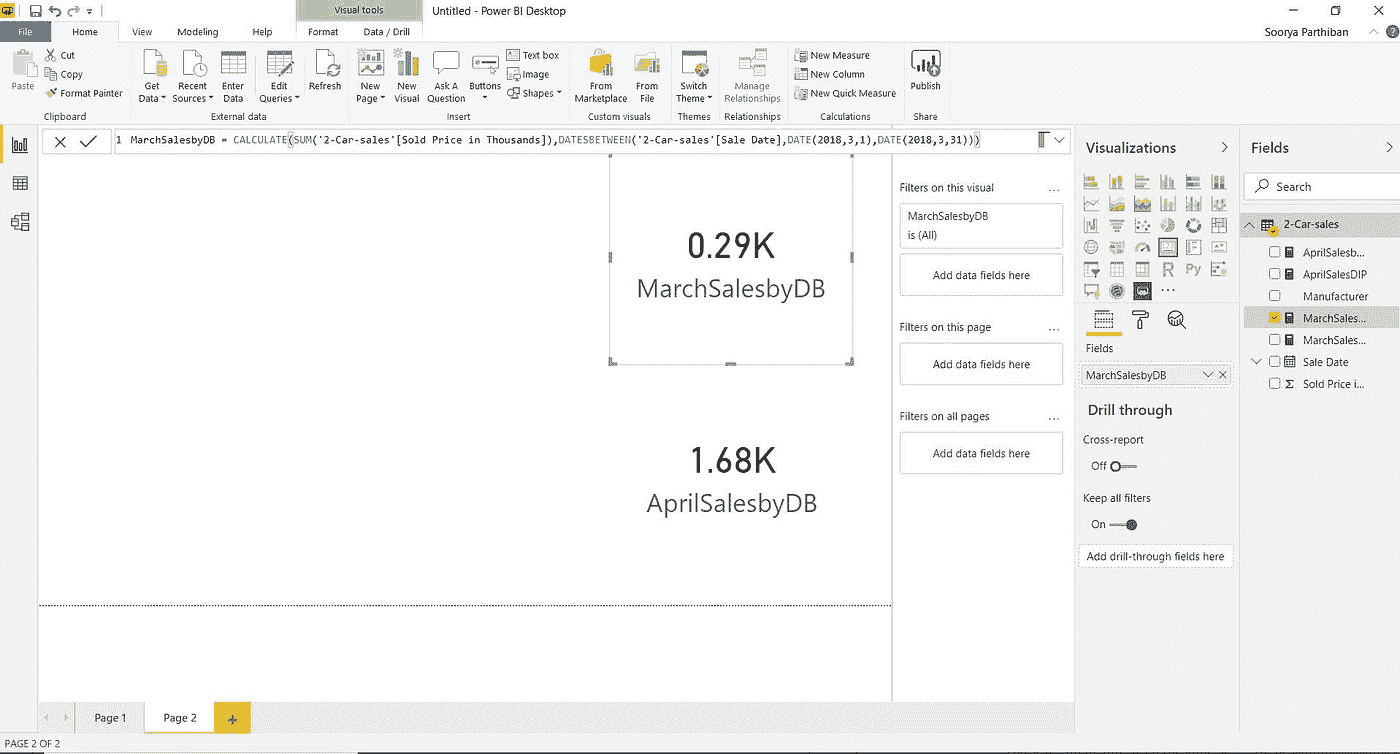 Visual tools
Untitled - Power BI Desktop
File
Home
View
Modeling
Help
Format
Data / Drill
Soorya Parthiban
Paste
Cut
Copy
Format Painter
Clipboard
Get Data
Recent Sources
Enter Data
Edit Queries
Refresh
External data
New Page
New Visual
Ask A Question
Buttons
Text box
Image
Shapes
Insert
From Marketplace
From File
Custom visuals
Switch Theme
Themes
Manage Relationships
Relationships
New Measure
New Column
New Quick Measure
Calculations
Publish
Share
1 MarchSalesbyDB = CALCULATE(SUM('2-Car-sales'[Sold Price in Thousands]),DATESBETWEEN('2-Car-sales'[Sale Date],DATE(2018,3,1),DATE(2018,3,31)))
0.29K
MarchSalesbyDB
1.68K
AprilSalesbyDB
Filters on this visual
...
MarchSalesbyDB
is (All)
Add data fields here
Filters on this page
...
Add data fields here
Filters on all pages
...
Add data fields here
Visualizations
R
Py
...
Fields
MarchSalesbyDB
Drill through
Cross-report
Off
Keep all filters
On
Add drill-through fields here
Fields
Search
2-Car-sales
AprilSalesb...
AprilSalesDIP
Manufacturer
MarchSales...
MarchSales...
Sale Date
Σ Sold Price i...
Page 1
Page 2
PAGE 2 OF 2